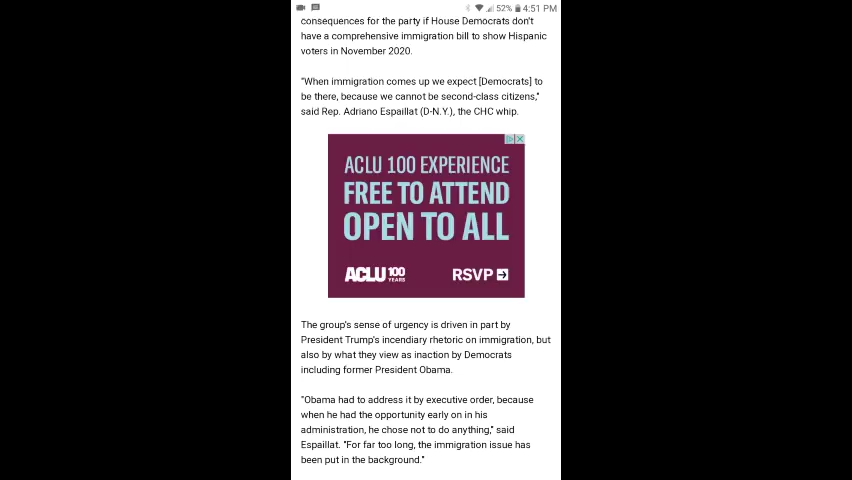 52% 4:51 PM
consequences for the party if House Democrats don't
have a comprehensive immigration bill to show Hispanic
voters in November 2020.
"When immigration comes up we expect [Democrats] to
be there, because we cannot be second-class citizens,"
said Rep. Adriano Espaillat (D-N.Y.), the CHC whip.
ACLU 100 EXPERIENCE
FREE TO ATTEND
OPEN TO ALL
ACLU 100 YEARS RSVP
The group's sense of urgency is driven in part by
President Trump's incendiary rhetoric on immigration, but
also by what they view as inaction by Democrats
including former President Obama.
"Obama had to address it by executive order, because
when he had the opportunity early on in his
administration, he chose not to do anything," said
Espaillat. "For far too long, the immigration issue has
been put in the background."